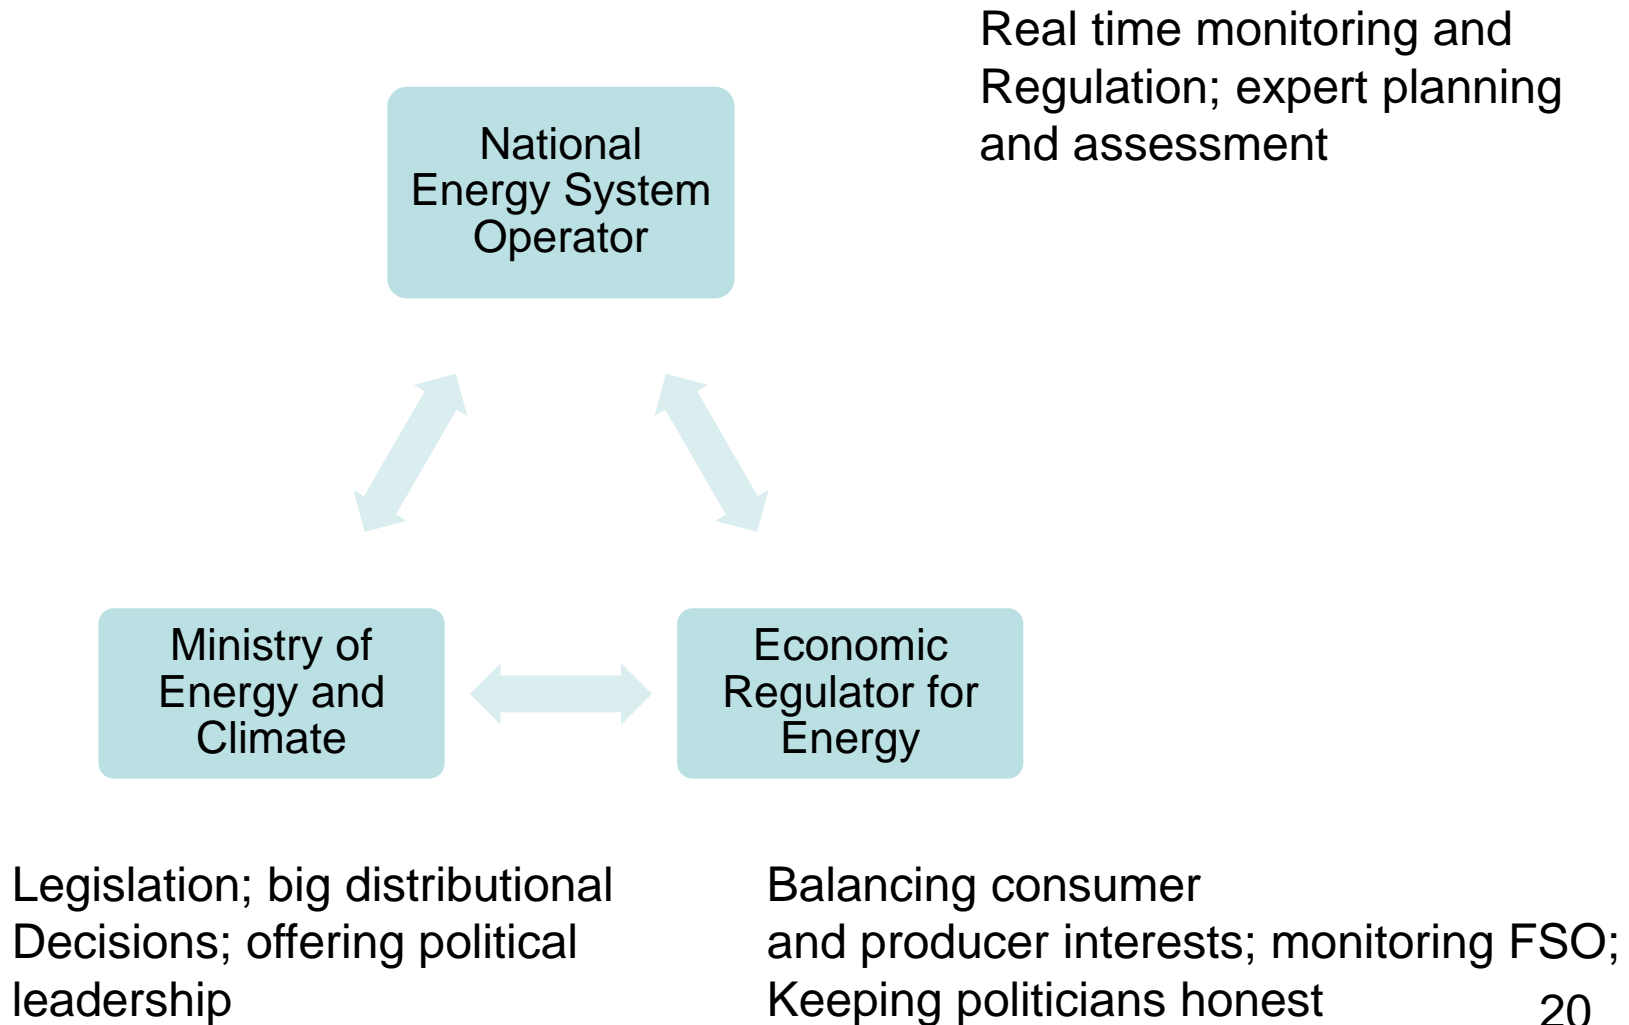 Real time monitoring and
Regulation; expert planning
and assessment
National
Energy System
Operator
Ministry of
Energy and
Climate
Economic
Regulator for
Energy
Legislation; big distributional
Decisions; offering political
leadership
Balancing consumer
and producer interests; monitoring FSO;
Keeping politicians honest
20